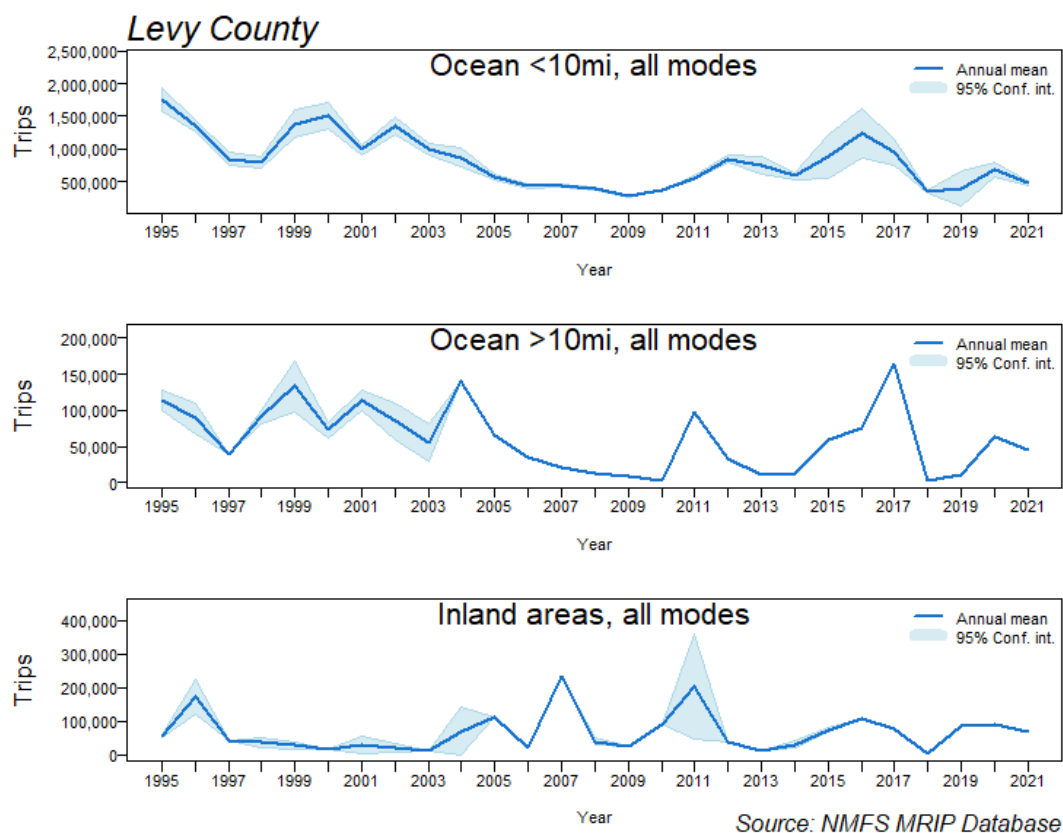 Levy County
Ocean <10mi, all modes
Annual mean
95% Conf. int.
Trips
2,500,000
2,000,000
1,500,000
1,000,000
500,000
1995 1997 1999 2001 2003 2005 2007 2009 2011 2013 2015 2017 2019 2021
Year
Ocean >10mi, all modes
Annual mean
95% Conf. int.
Trips
200,000
150,000
100,000
50,000
0
1995 1997 1999 2001 2003 2005 2007 2009 2011 2013 2015 2017 2019 2021
Year
Inland areas, all modes
Annual mean
95% Conf. int.
Trips
400,000
300,000
200,000
100,000
0
1995 1997 1999 2001 2003 2005 2007 2009 2011 2013 2015 2017 2019 2021
Year
Source: NMFS MRIP Database